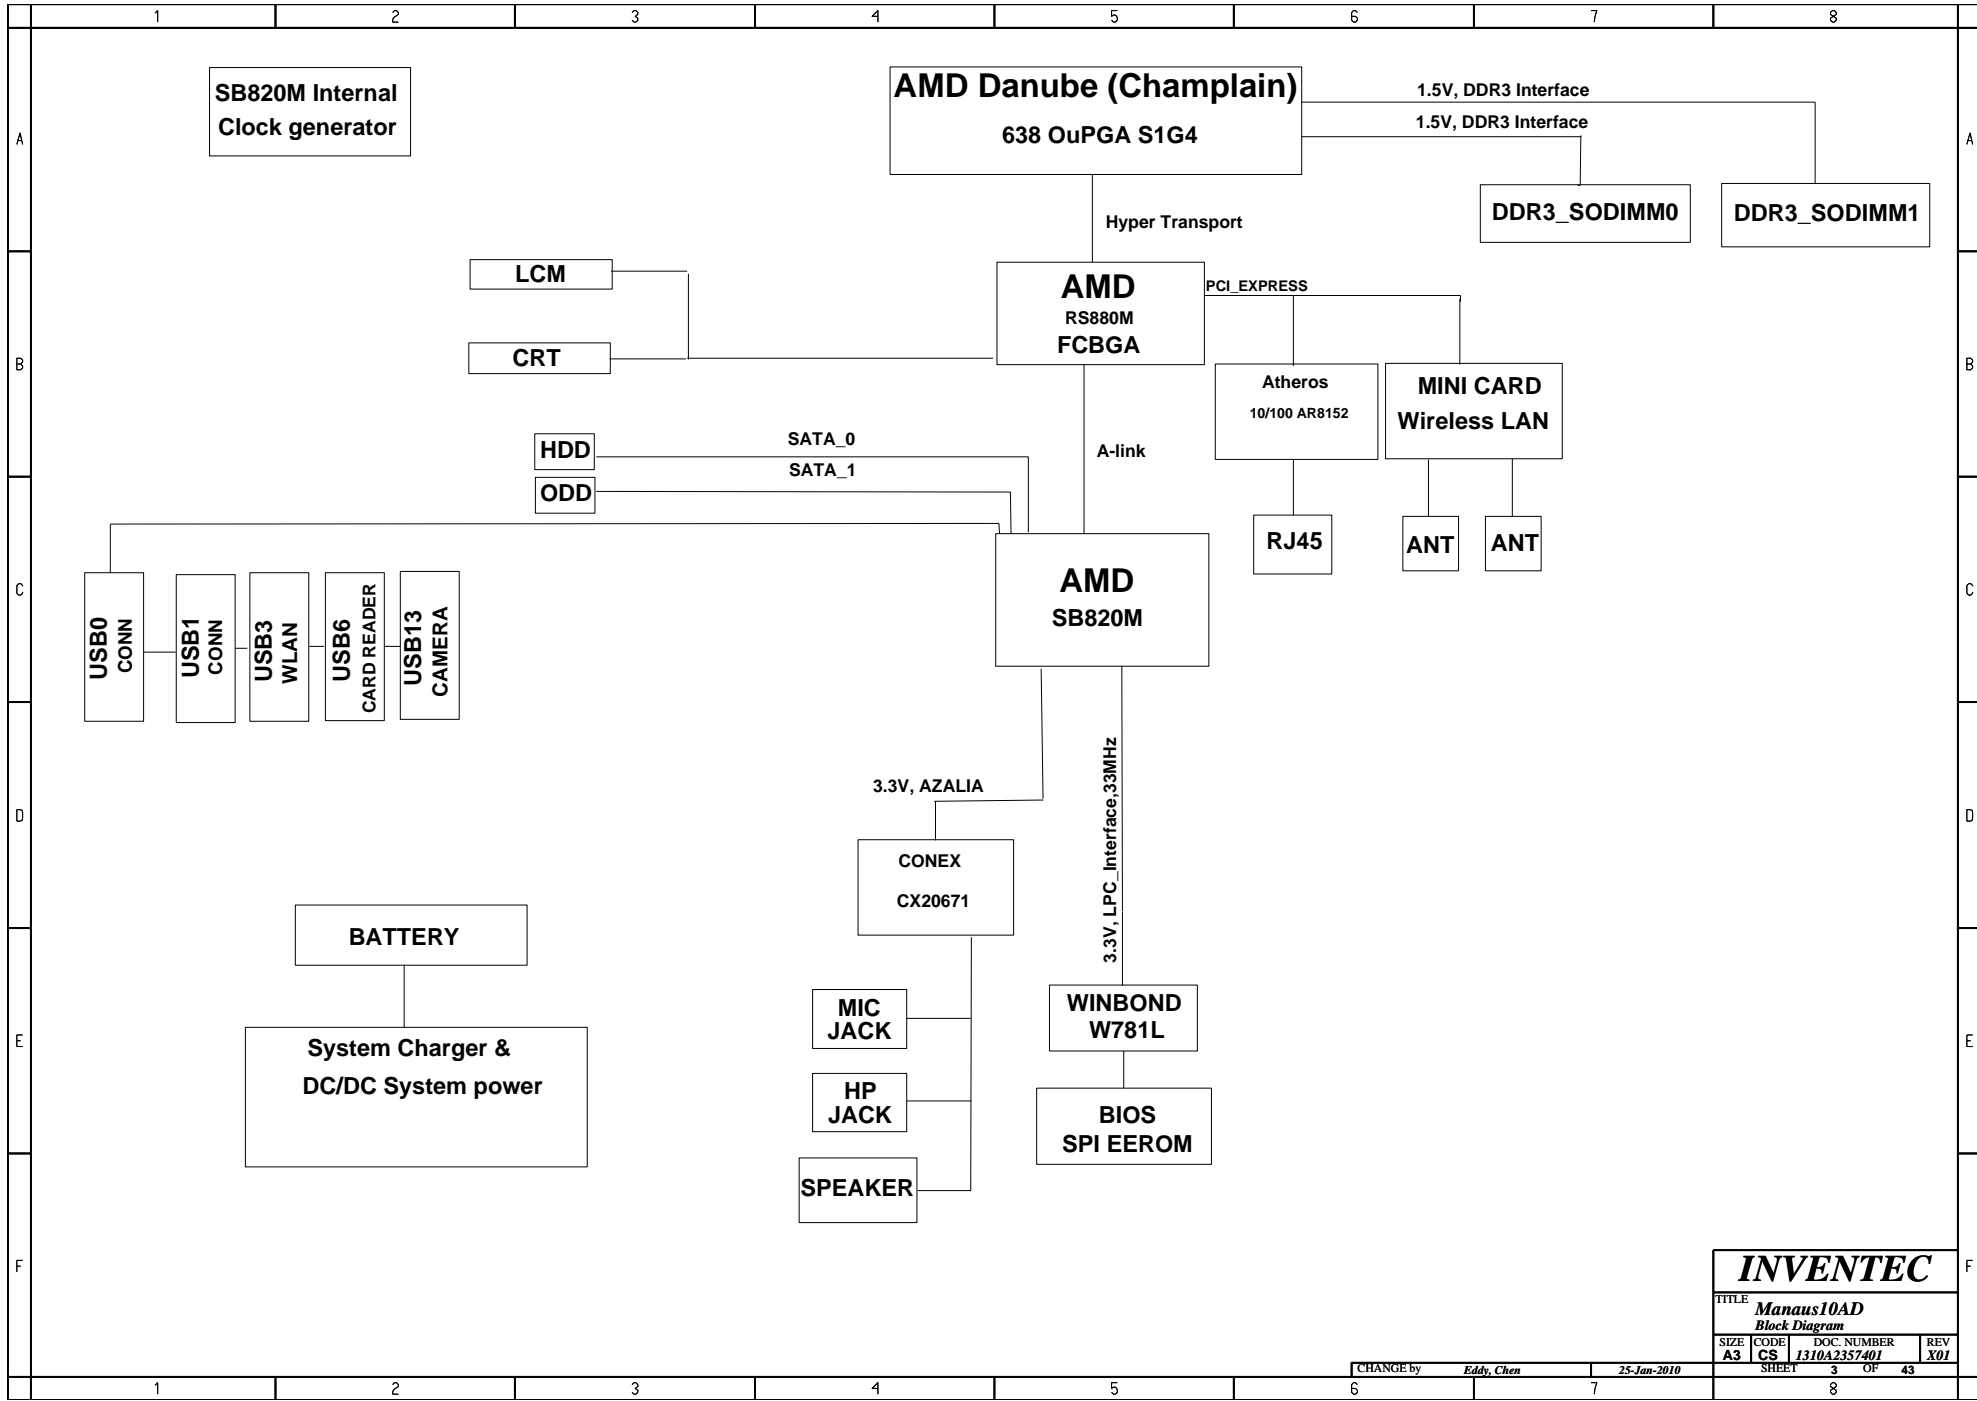 1 2 3 4 5 6 7 8
SB820M Internal
Clock generator
AMD Danube (Champlain)
638 OuPGA S1G4
1.5V, DDR3 Interface
1.5V, DDR3 Interface
A A
DDR3_SODIMM0
DDR3_SODIMM1
Hyper Transport
LCM
CRT
AMD
RS880M
FCBGA
PCI_EXPRESS
B B
Atheros
10/100 AR8152
MINI CARD
Wireless LAN
HDD
SATA_0
ODD
SATA_1
A-link
RJ45
ANT
ANT
C C
USB0
CONN
USB1
CONN
USB3
WLAN
USB6
CARD READER
USB13
CAMERA
AMD
SB820M
3.3V, AZALIA
3.3V, LPC_Interface,33MHz
D D
CONEX
CX20671
BATTERY
System Charger &
DC/DC System power
MIC
JACK
HP
JACK
SPEAKER
WINBOND
W781L
BIOS
SPI EEROM
E E
F F
INVENTEC
TITLE
Manaus10AD
Block Diagram
SIZE CODE DOC. NUMBER REV
A3 CS 1310A2357401 X01
CHANGE by Eddy, Chen 25-Jan-2010 SHEET 3 OF 43
1 2 3 4 5 6 7 8